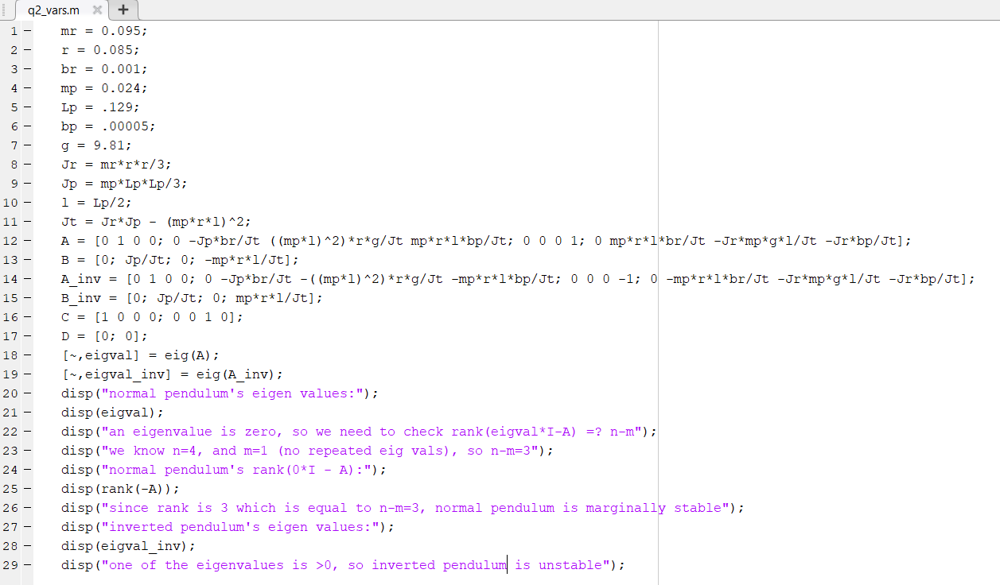 q2_vars.m
1 mr = 0.095;
2 r = 0.085;
3 br = 0.001;
4 mp = 0.024;
5 Lp = .129;
6 bp = .00005;
7 g = 9.81;
8 Jr = mr*r*r/3;
9 Jp = mp*Lp*Lp/3;
10 l = Lp/2;
11 Jt = Jr*Jp - (mp*r*l)^2;
12 A = [0 1 0 0; 0 -Jp*br/Jt ((mp*l)^2)*r*g/Jt mp*r*l*bp/Jt; 0 0 0 1; 0 mp*r*l*br/Jt -Jr*mp*g*l/Jt -Jr*bp/Jt];
13 B = [0; Jp/Jt; 0; -mp*r*l/Jt];
14 A_inv = [0 1 0 0; 0 -Jp*br/Jt -((mp*l)^2)*r*g/Jt -mp*r*l*bp/Jt; 0 0 0 -1; 0 -mp*r*l*br/Jt -Jr*mp*g*l/Jt -Jr*bp/Jt];
15 B_inv = [0; Jp/Jt; 0; mp*r*l/Jt];
16 C = [1 0 0 0; 0 0 1 0];
17 D = [0; 0];
18 [~,eigval] = eig(A);
19 [~,eigval_inv] = eig(A_inv);
20 disp("normal pendulum's eigen values:");
21 disp(eigval);
22 disp("an eigenvalue is zero, so we need to check rank(eigval*I-A) =? n-m");
23 disp("we know n=4, and m=1 (no repeated eig vals), so n-m=3");
24 disp("normal pendulum's rank(0*I - A):");
25 disp(rank(-A));
26 disp("since rank is 3 which is equal to n-m=3, normal pendulum is marginally stable");
27 disp("inverted pendulum's eigen values:");
28 disp(eigval_inv);
29 disp("one of the eigenvalues is >0, so inverted pendulum is unstable");